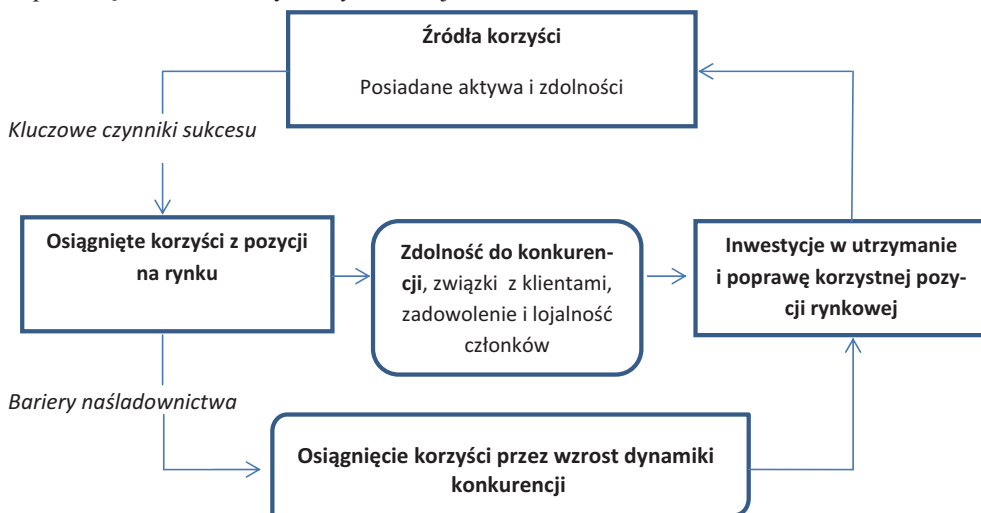 Źródła korzyści
Posiadane aktywa i zdolności
Kluczowe czynniki sukcesu
Osiągnięte korzyści z pozycji
na rynku
Zdolność do konkuren-
cji, związki z klientami,
zadowolenie i lojalność
członków
Inwestycje w utrzymanie
i poprawę korzystnej pozy-
cji rynkowej
Bariery naśladownictwa
Osiągnięcie korzyści przez wzrost dynamiki
konkurencji